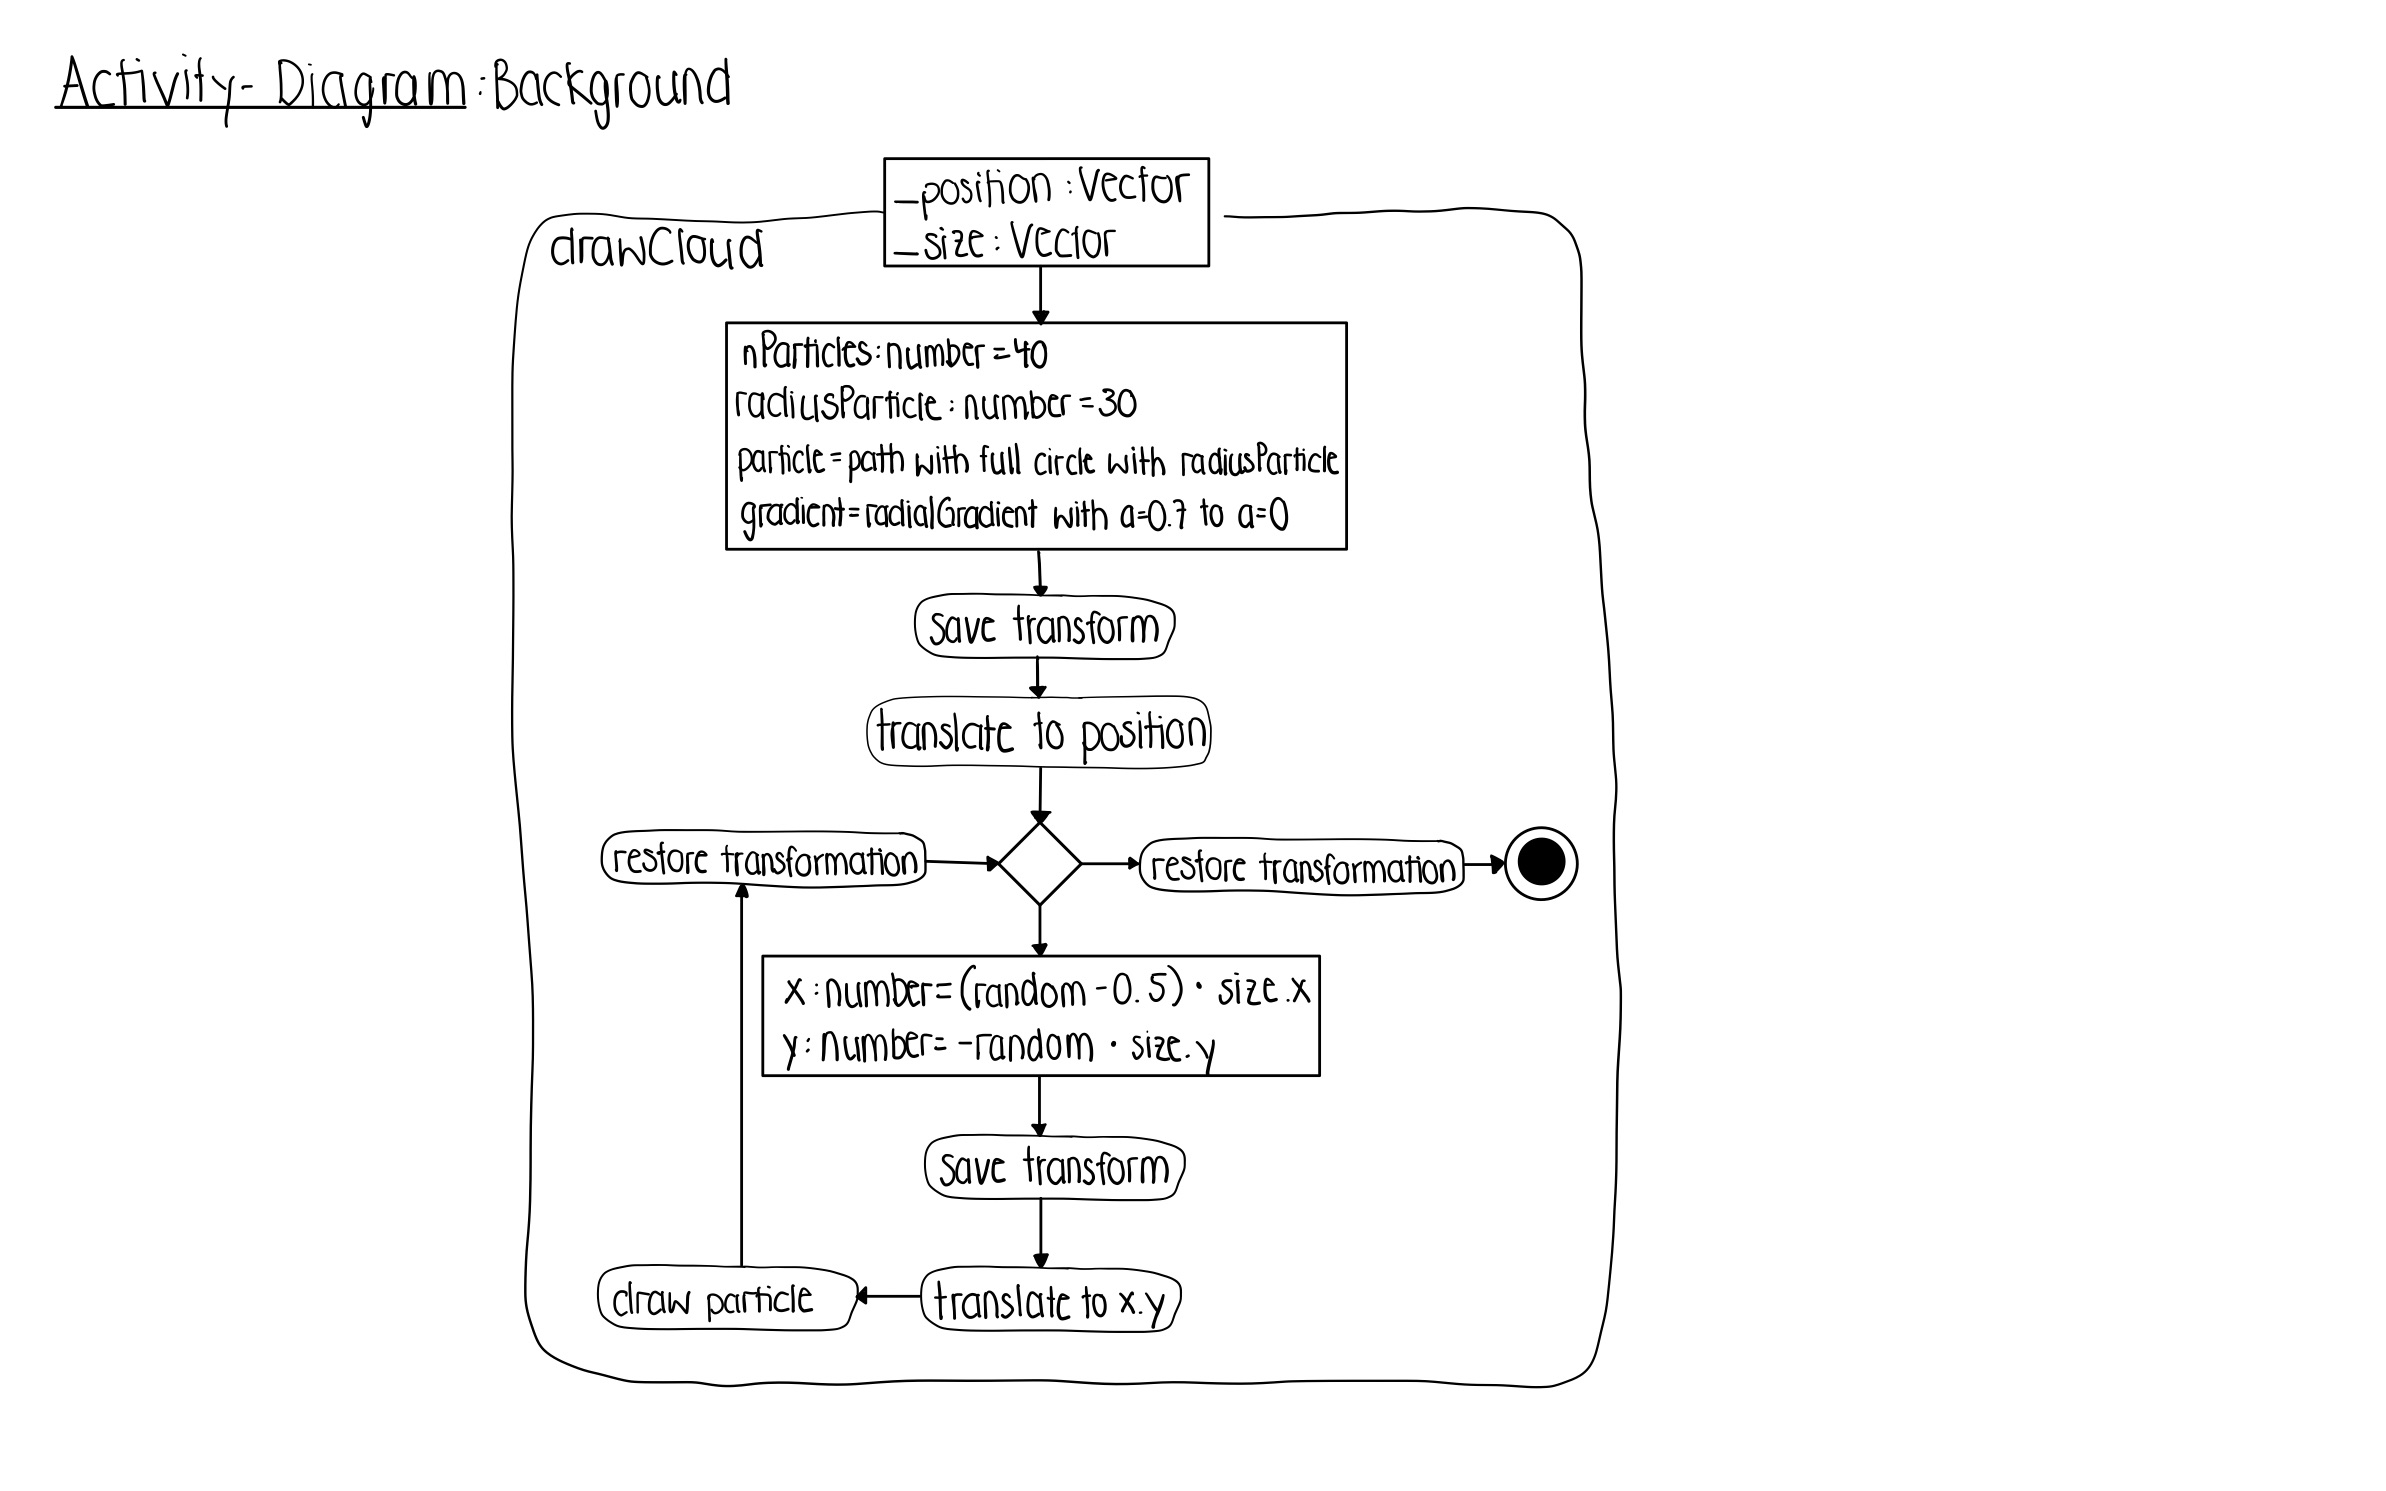 Activity- Diagram: Background
_position : Vector
_size : Vector
drawCloud
nParticles: number = 40
radiusParticle : number = 30
particle = path with full circle with radiusParticle
gradient = radialGradient with a=0.7 to a=0
save transform
translate to position
restore transformation
restore transformation
x : number = (random - 0.5) · size.x
y : number = - random · size.y
save transform
translate to x.y
draw particle